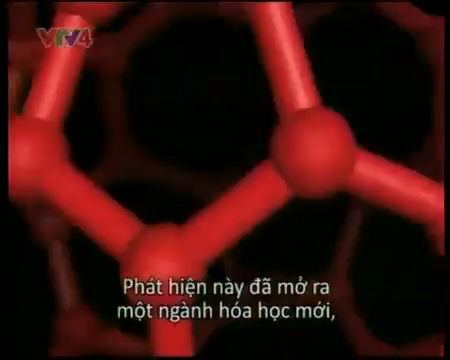 VTV4
Phát hiện này đã mở ra
một ngành hóa học mới,